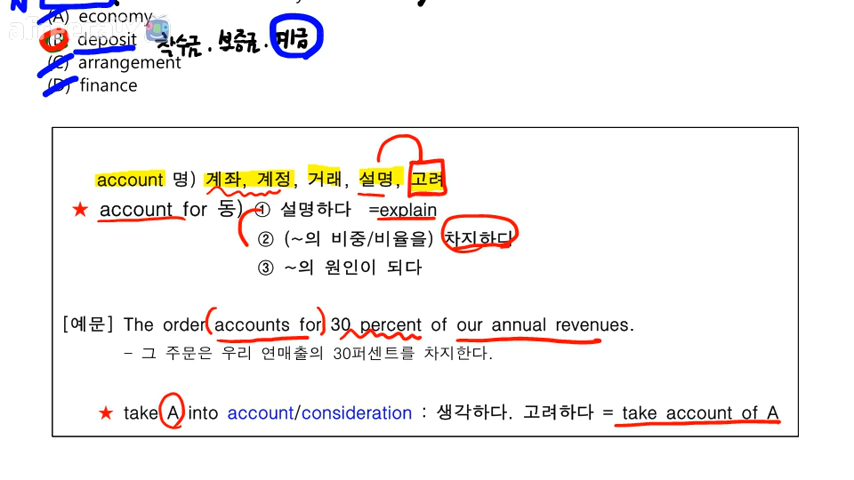 (A) economy
(B) deposit 착수금 . 보증금 . 계약금
(C) arrangement
(D) finance
account 명) 계좌, 계정, 거래, 설명, 고려
★ account for 동) ① 설명하다 =explain
② (~의 비중/비율을) 차지하다
③ ~의 원인이 되다
[예문] The order (accounts for) 30 percent of our annual revenues.
- 그 주문은 우리 연매출의 30퍼센트를 차지한다.
★ take A into account/consideration : 생각하다. 고려하다 = take account of A